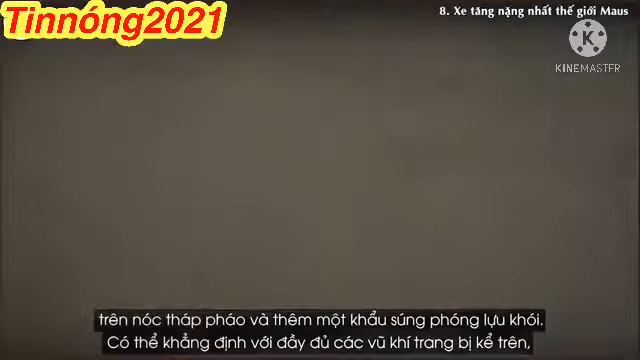 Tinnóng2021
8. Xe tăng nặng nhất thế giới Maus
KINEMASTER
trên nóc tháp pháo và thêm một khẩu súng phóng lựu khói.
Có thể khẳng định với đầy đủ các vũ khí trang bị kể trên,